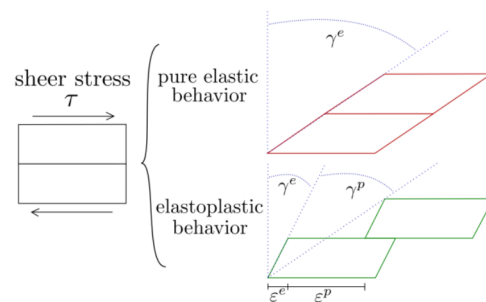 sheer stress
τ
pure elastic
behavior
γ^e
elastoplastic
behavior
γ^e
γ^p
ε^e
ε^p